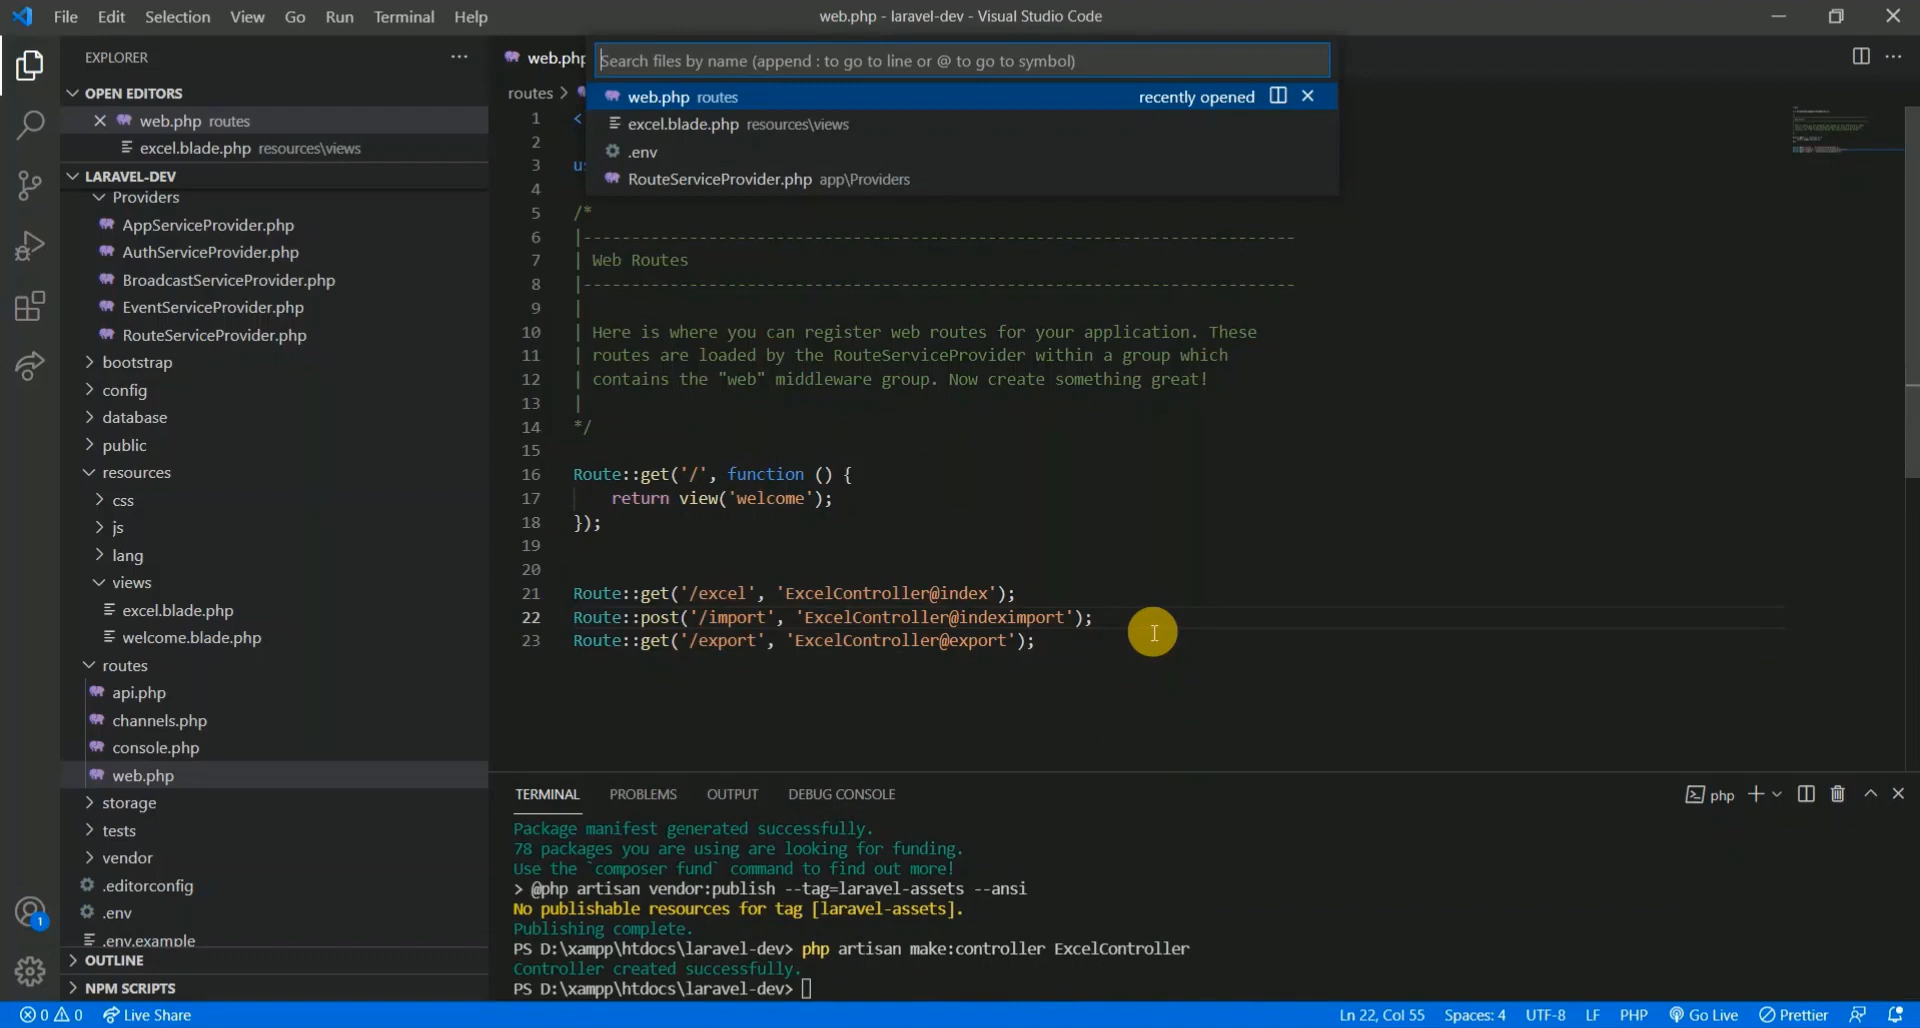 File Edit Selection View Go Run Terminal Help
web.php - laravel-dev - Visual Studio Code
EXPLORER
OPEN EDITORS
web.php routes
excel.blade.php resources\views
LARAVEL-DEV
Providers
AppServiceProvider.php
AuthServiceProvider.php
BroadcastServiceProvider.php
EventServiceProvider.php
RouteServiceProvider.php
bootstrap
config
database
public
resources
css
js
lang
views
excel.blade.php
welcome.blade.php
routes
api.php
channels.php
console.php
web.php
storage
tests
vendor
.editorconfig
.env
.env.example
OUTLINE
NPM SCRIPTS
web.php
routes >
Search files by name (append : to go to line or @ to go to symbol)
web.php routes recently opened
excel.blade.php resources\views
.env
RouteServiceProvider.php app\Providers
1 <
2
3 us
4
5 /*
6 |--------------------------------------------------------------------------
7 | Web Routes
8 |--------------------------------------------------------------------------
9 |
10 | Here is where you can register web routes for your application. These
11 | routes are loaded by the RouteServiceProvider within a group which
12 | contains the "web" middleware group. Now create something great!
13 |
14 */
15
16 Route::get('/', function () {
17 return view('welcome');
18 });
19
20
21 Route::get('/excel', 'ExcelController@index');
22 Route::post('/import', 'ExcelController@indeximport');
23 Route::get('/export', 'ExcelController@export');
TERMINAL PROBLEMS OUTPUT DEBUG CONSOLE
php
Package manifest generated successfully.
78 packages you are using are looking for funding.
Use the `composer fund` command to find out more!
> @php artisan vendor:publish --tag=laravel-assets --ansi
No publishable resources for tag [laravel-assets].
Publishing complete.
PS D:\xampp\htdocs\laravel-dev> php artisan make:controller ExcelController
Controller created successfully.
PS D:\xampp\htdocs\laravel-dev>
1
0 0 Live Share
Ln 22, Col 55 Spaces: 4 UTF-8 LF PHP Go Live Prettier